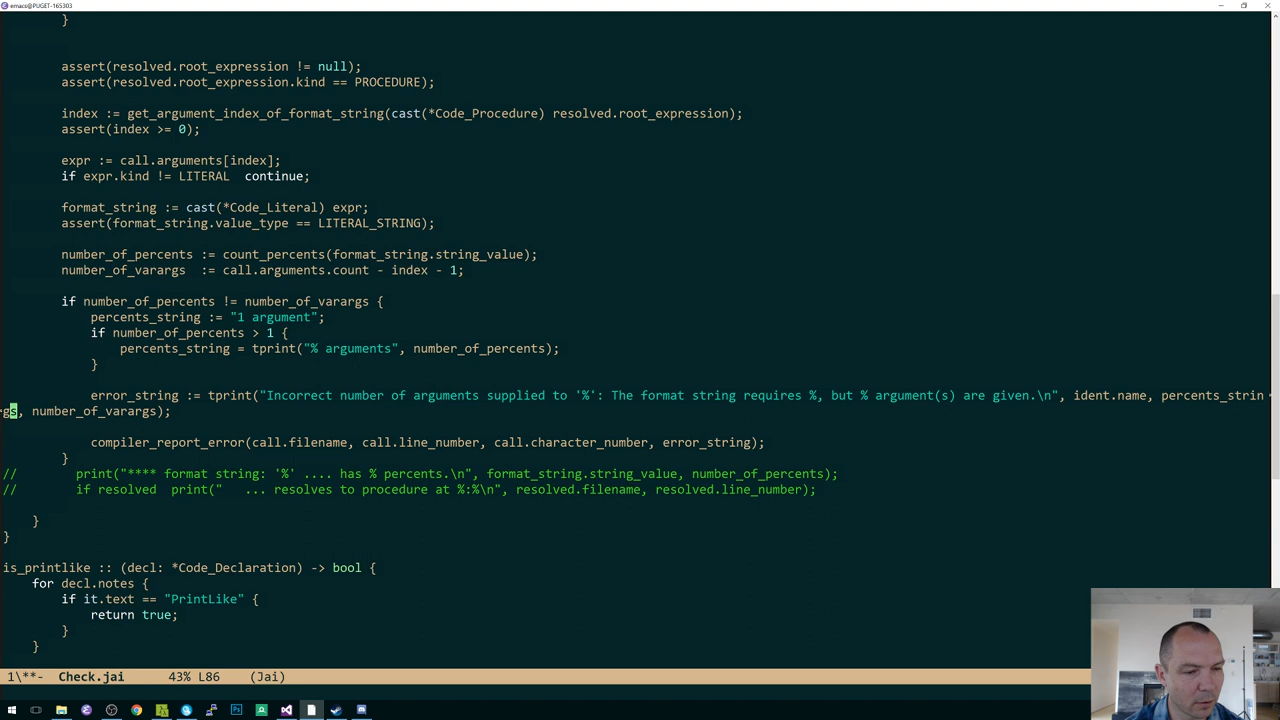 emacs@PUGET-165303
}
assert(resolved.root_expression != null);
assert(resolved.root_expression.kind == PROCEDURE);
index := get_argument_index_of_format_string(cast(*Code_Procedure) resolved.root_expression);
assert(index >= 0);
expr := call.arguments[index];
if expr.kind != LITERAL  continue;
format_string := cast(*Code_Literal) expr;
assert(format_string.value_type == LITERAL_STRING);
number_of_percents := count_percents(format_string.string_value);
number_of_varargs  := call.arguments.count - index - 1;
if number_of_percents != number_of_varargs {
percents_string := "1 argument";
if number_of_percents > 1 {
percents_string = tprint("% arguments", number_of_percents);
}
error_string := tprint("Incorrect number of arguments supplied to '%': The format string requires %, but % argument(s) are given.\n", ident.name, percents_strin
gs, number_of_varargs);
compiler_report_error(call.filename, call.line_number, call.character_number, error_string);
}
//        print("**** format string: '%' .... has % percents.\n", format_string.string_value, number_of_percents);
//        if resolved  print("   ... resolves to procedure at %:%\n", resolved.filename, resolved.line_number);
}
}
is_printlike :: (decl: *Code_Declaration) -> bool {
for decl.notes {
if it.text == "PrintLike" {
return true;
}
}
1\**-  Check.jai      43% L86    (Jai)